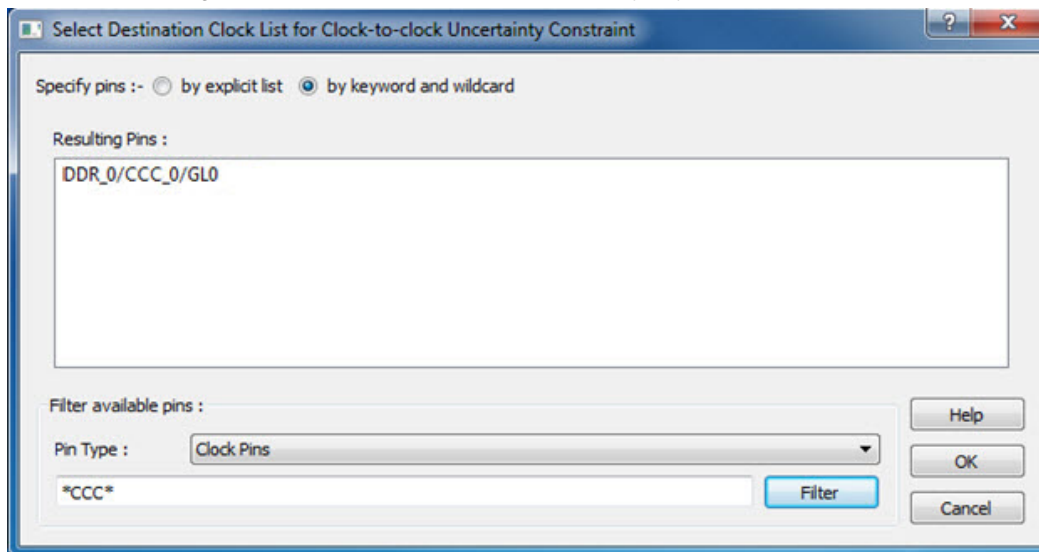 Select Destination Clock List for Clock-to-clock Uncertainty Constraint
Specify pins :- by explicit list by keyword and wildcard
Resulting Pins :
DDR_0/CCC_0/GL0
Filter available pins :
Pin Type : Clock Pins
*CCC* Filter
Help
OK
Cancel